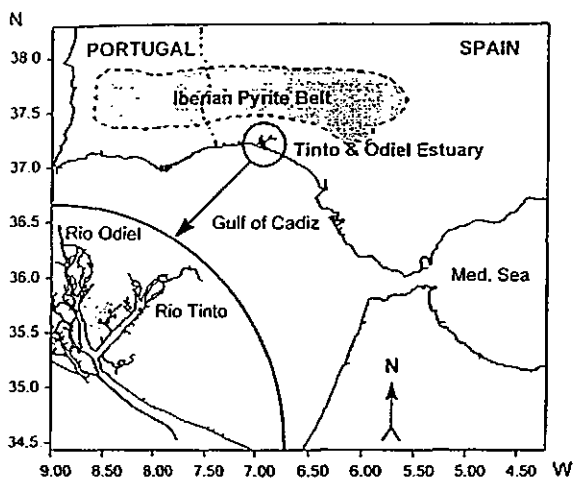 N
38.0
PORTUGAL
SPAIN
37.5
Iberian Pyrite Belt
37.0
Tinto & Odiel Estuary
36.5
Gulf of Cadiz
Rio Odiel
36.0
Med. Sea
Rio Tinto
35.5
N
35.0
34.5
9.00 8.00 7.50 7.00 6.50 6.00 5.50 5.00 4.50 W